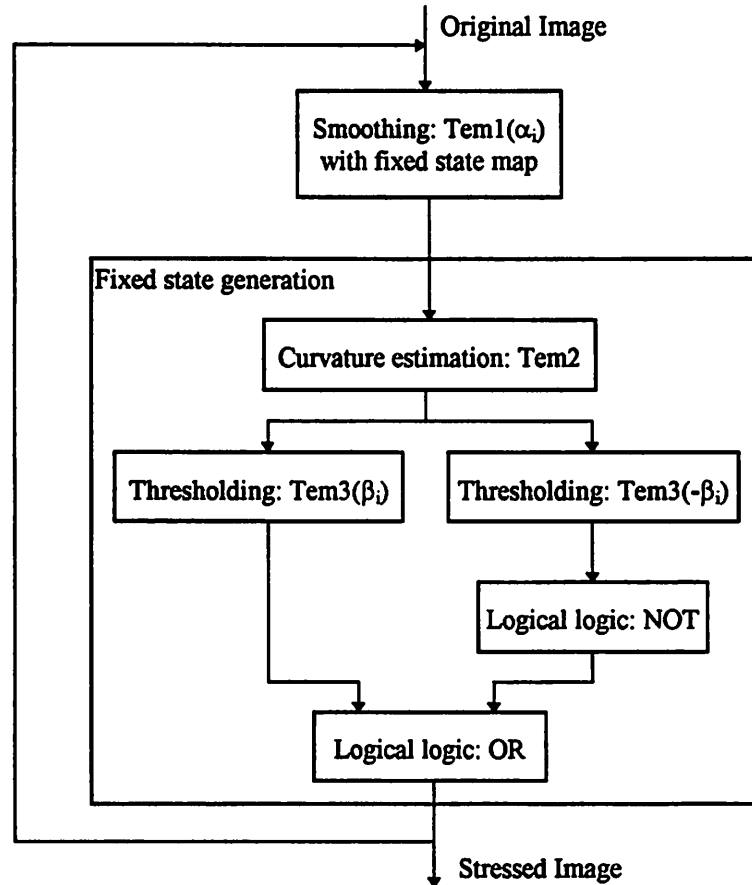 Original Image
Smoothing: Tem1(αi)
with fixed state map
Fixed state generation
Curvature estimation: Tem2
Thresholding: Tem3(βi)
Thresholding: Tem3(-βi)
Logical logic: NOT
Logical logic: OR
Stressed Image